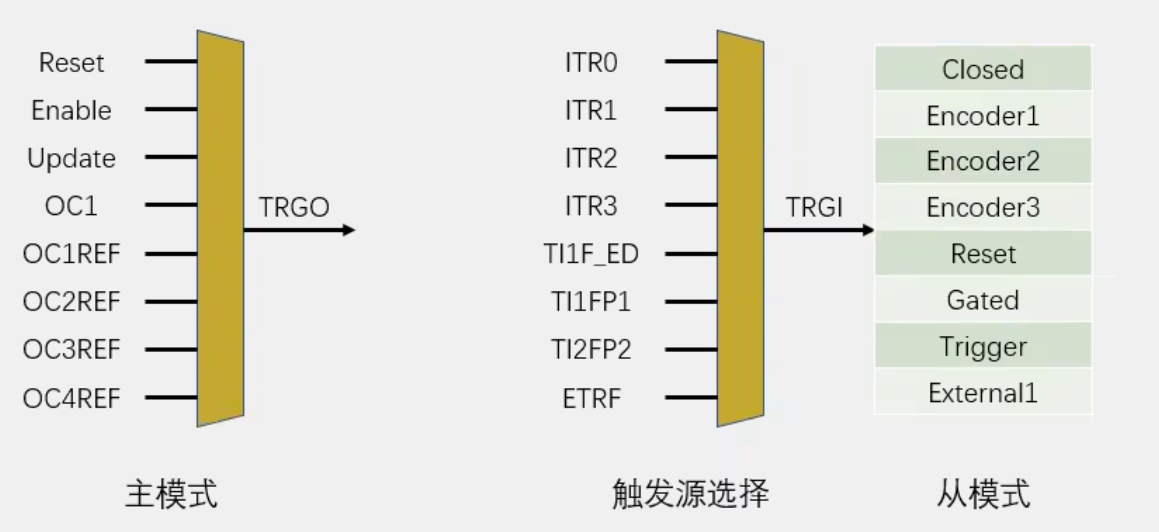 Reset
Enable
Update
OC1
OC1REF
OC2REF
OC3REF
OC4REF
TRGO
主模式
ITR0
ITR1
ITR2
ITR3
TI1F_ED
TI1FP1
TI2FP2
ETRF
TRGI
触发源选择
Closed
Encoder1
Encoder2
Encoder3
Reset
Gated
Trigger
External1
从模式